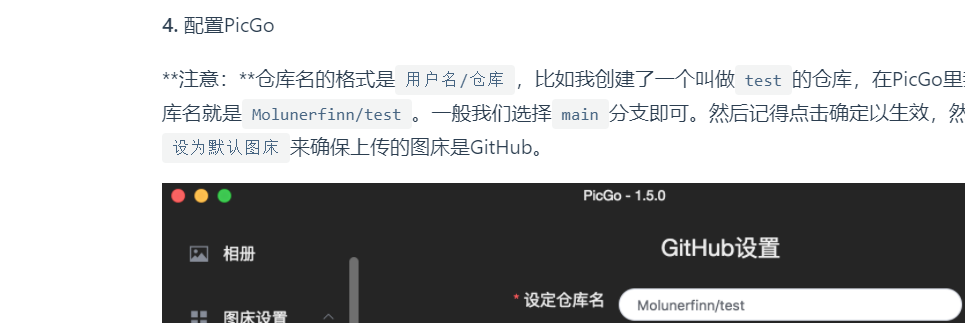 4. 配置PicGo
**注意：**仓库名的格式是 用户名/仓库 ，比如我创建了一个叫做 test 的仓库，在PicGo里
库名就是 Molunerfinn/test 。一般我们选择 main 分支即可。然后记得点击确定以生效，然
设为默认图床 来确保上传的图床是GitHub。
PicGo - 1.5.0
相册
GitHub设置
* 设定仓库名 Molunerfinn/test
图床设置